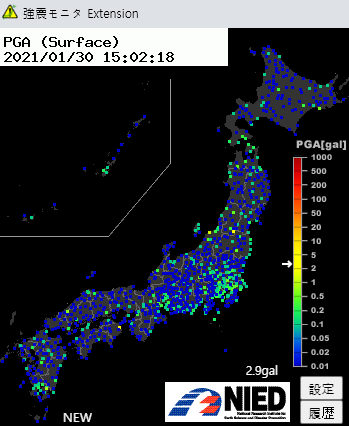 強震モニタ Extension
PGA (Surface)
2021/01/30 15:02:18
PGA[gal]
1000
500
200
100
50
20
10
5
2
1
0.5
0.2
0.1
0.05
0.02
0.01
2.9gal
NEW
NIED
National Research Institute for
Earth Science and Disaster Prevention
設定
履歴